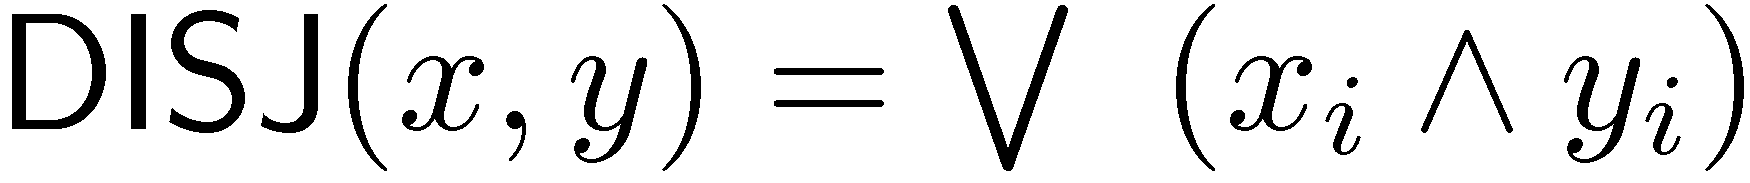 DISJ(x, y) = ⋁ (xᵢ ∧ yᵢ)